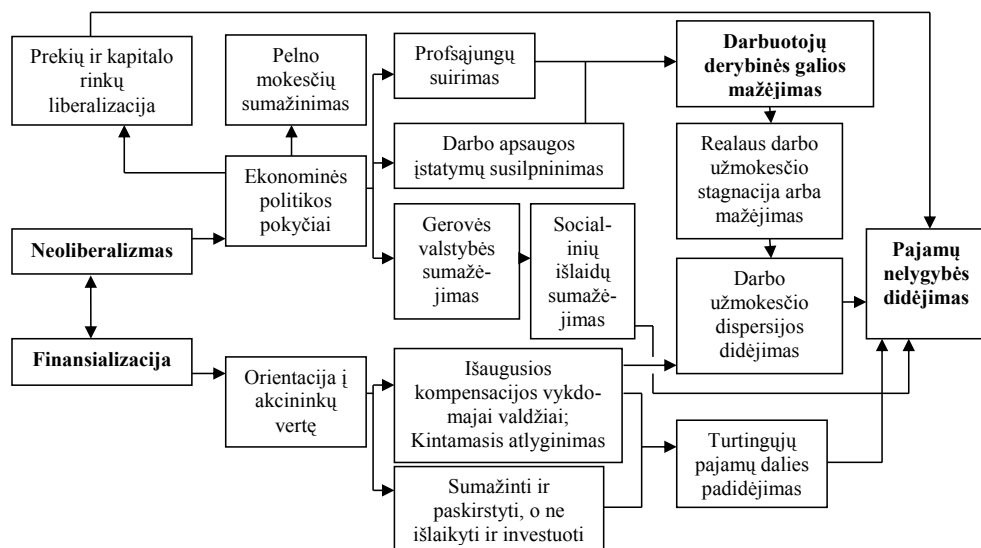 Prekių ir kapitalo
rinkų
liberalizacija
Pelno
mokesčių
sumažinimas
Profsąjungų
suirimas
Darbuotojų
derybinės galios
mažėjimas
Darbo apsaugos
įstatymų susilpninimas
Realaus darbo
užmokesčio
stagnacija arba
mažėjimas
Ekonominės
politikos
pokyčiai
Neoliberalizmas
Gerovės
valstybės
sumažė-
jimas
Social-
inių
išlaidų
sumažė-
jimas
Darbo
užmokesčio
dispersijos
didėjimas
Pajamų
nelygybės
didėjimas
Finansializacija
Orientacija į
akcininkų
vertę
Išaugusios
kompensacijos vykdo-
majai valdžiai;
Kintamasis atlyginimas
Sumažinti ir
paskirstyti, o ne
išlaikyti ir investuoti
Turtingųjų
pajamų dalies
padidėjimas